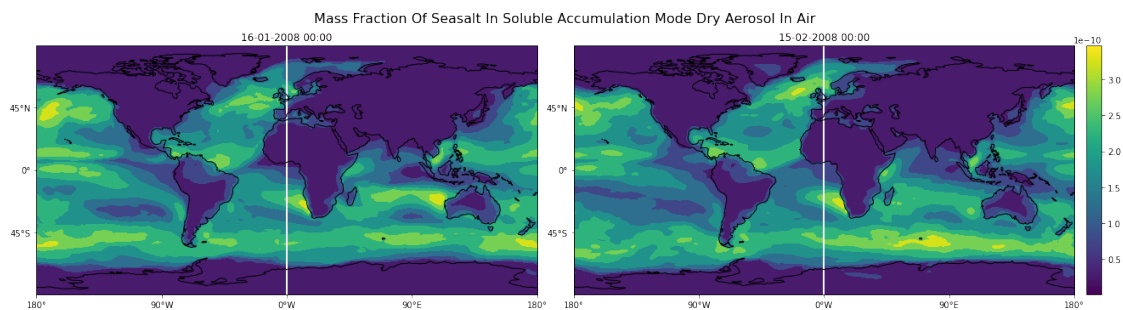 Mass Fraction Of Seasalt In Soluble Accumulation Mode Dry Aerosol In Air
16-01-2008 00:00
15-02-2008 00:00
1e−10
45°N
0°
45°S
180°
90°W
0°W
90°E
180°
45°N
0°
45°S
180°
90°W
0°W
90°E
180°
3.0
2.5
2.0
1.5
1.0
0.5